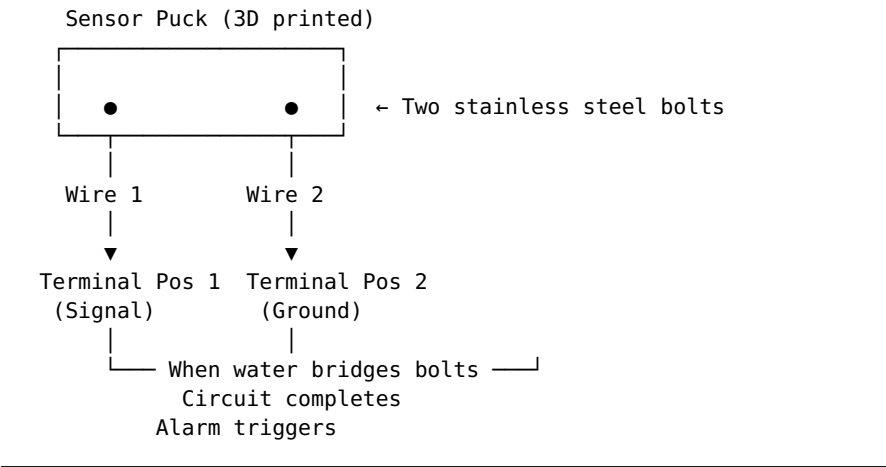 Sensor Puck (3D printed)
← Two stainless steel bolts
Wire 1 Wire 2
Terminal Pos 1 Terminal Pos 2
(Signal) (Ground)
When water bridges bolts
Circuit completes
Alarm triggers